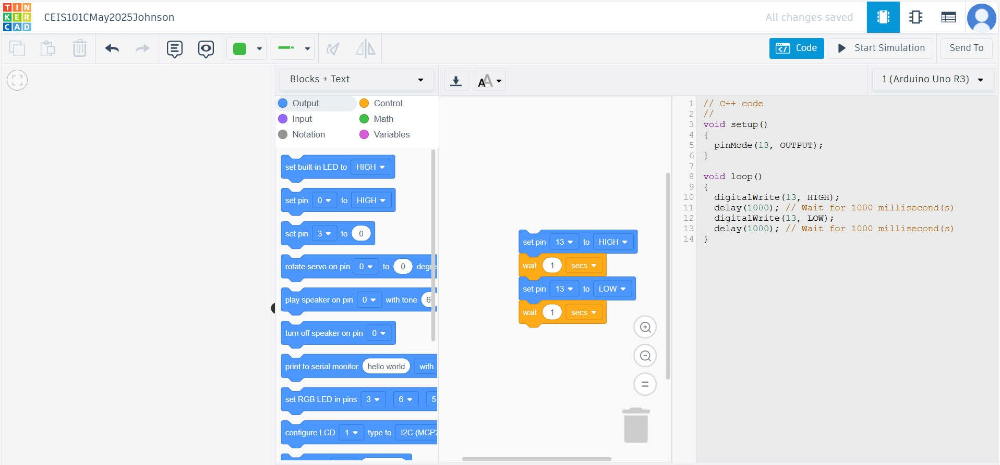 TIN
KER
CAD
CEIS101CMay2025Johnson
All changes saved
Code
Start Simulation
Send To
Blocks + Text
AA
1 (Arduino Uno R3)
Output
Control
Input
Math
Notation
Variables
set built-in LED to HIGH
set pin 0 to HIGH
set pin 3 to 0
rotate servo on pin 0 to 0
play speaker on pin 0 with tone
turn off speaker on pin 0
print to serial monitor hello world with
set RGB LED in pins 3 6 5
configure LCD 1 type to I2C
set pin 13 to HIGH
wait 1 secs
set pin 13 to LOW
wait 1 secs
1 // C++ code
2 //
3 void setup()
4 {
5 pinMode(13, OUTPUT);
6 }
7
8 void loop()
9 {
10 digitalWrite(13, HIGH);
11 delay(1000); // Wait for 1000 millisecond(s)
12 digitalWrite(13, LOW);
13 delay(1000); // Wait for 1000 millisecond(s)
14 }